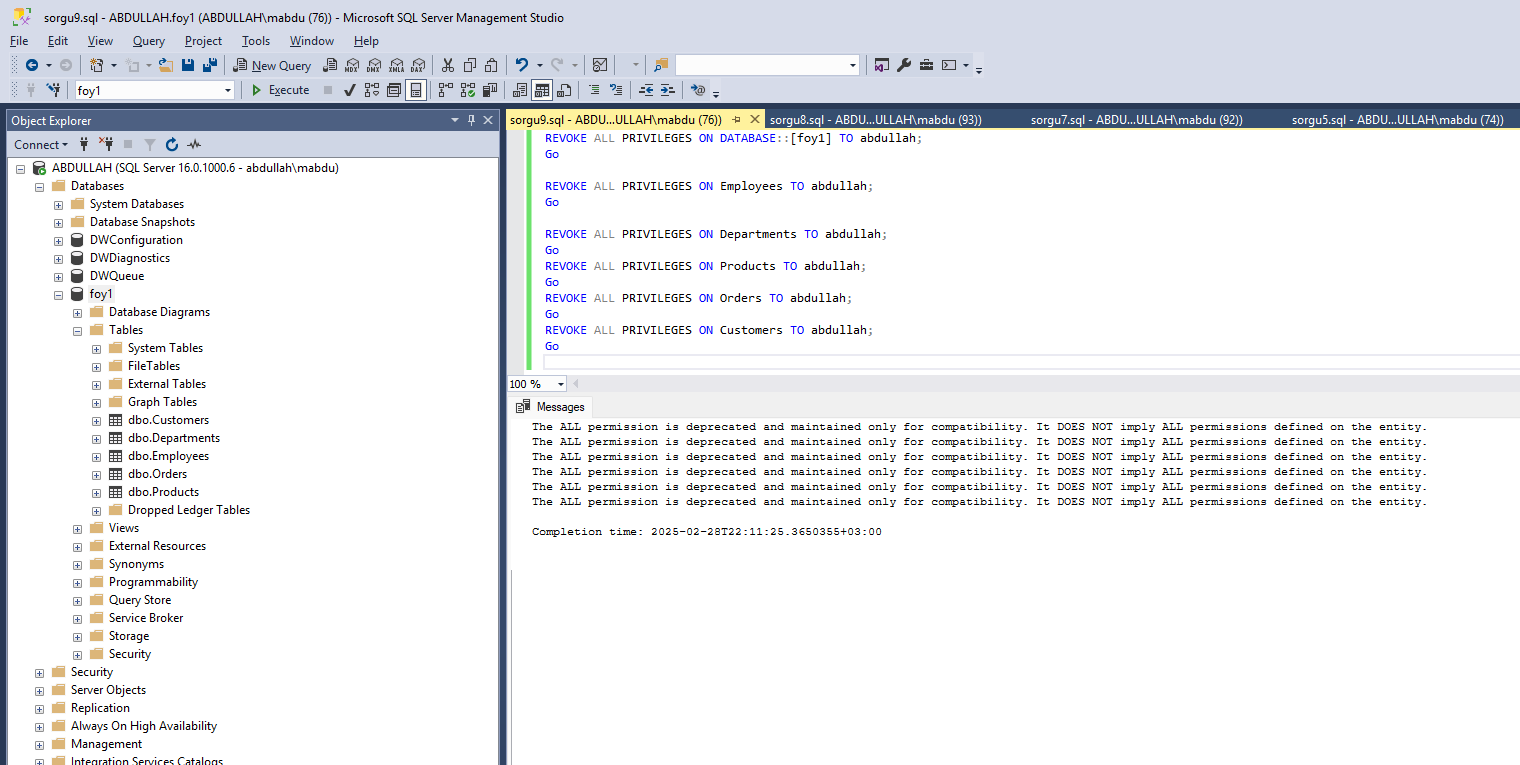 sorgu9.sql - ABDULLAH.foy1 (ABDULLAH\mabdu (76)) - Microsoft SQL Server Management Studio
File Edit View Query Project Tools Window Help
New Query MDX DMX XMLA DAX
foy1 Execute
Object Explorer
Connect
ABDULLAH (SQL Server 16.0.1000.6 - abdullah\mabdu)
Databases
System Databases
Database Snapshots
DWConfiguration
DWDiagnostics
DWQueue
foy1
Database Diagrams
Tables
System Tables
FileTables
External Tables
Graph Tables
dbo.Customers
dbo.Departments
dbo.Employees
dbo.Orders
dbo.Products
Dropped Ledger Tables
Views
External Resources
Synonyms
Programmability
Query Store
Service Broker
Storage
Security
Security
Server Objects
Replication
Always On High Availability
Management
Integration Services Catalogs
sorgu9.sql - ABDU...ULLAH\mabdu (76)) sorgu8.sql - ABDU...ULLAH\mabdu (93)) sorgu7.sql - ABDU...ULLAH\mabdu (92)) sorgu5.sql - ABDU...ULLAH\mabdu (74))
REVOKE ALL PRIVILEGES ON DATABASE::[foy1] TO abdullah;
Go
REVOKE ALL PRIVILEGES ON Employees TO abdullah;
Go
REVOKE ALL PRIVILEGES ON Departments TO abdullah;
Go
REVOKE ALL PRIVILEGES ON Products TO abdullah;
Go
REVOKE ALL PRIVILEGES ON Orders TO abdullah;
Go
REVOKE ALL PRIVILEGES ON Customers TO abdullah;
Go
100 %
Messages
The ALL permission is deprecated and maintained only for compatibility. It DOES NOT imply ALL permissions defined on the entity.
The ALL permission is deprecated and maintained only for compatibility. It DOES NOT imply ALL permissions defined on the entity.
The ALL permission is deprecated and maintained only for compatibility. It DOES NOT imply ALL permissions defined on the entity.
The ALL permission is deprecated and maintained only for compatibility. It DOES NOT imply ALL permissions defined on the entity.
The ALL permission is deprecated and maintained only for compatibility. It DOES NOT imply ALL permissions defined on the entity.
The ALL permission is deprecated and maintained only for compatibility. It DOES NOT imply ALL permissions defined on the entity.
Completion time: 2025-02-28T22:11:25.3650355+03:00